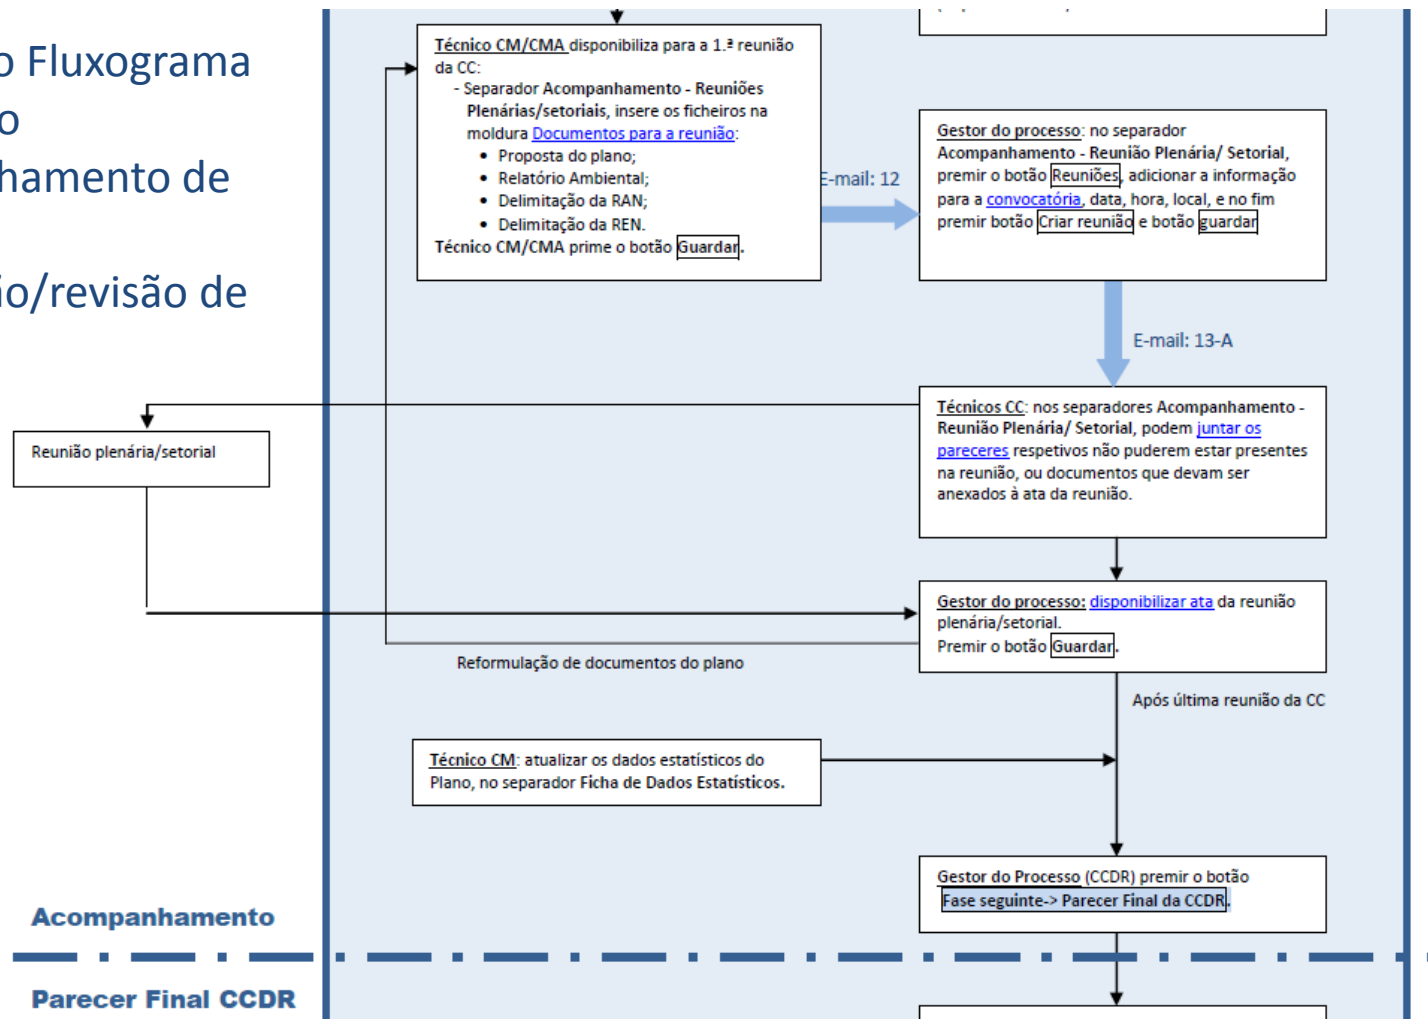 o Fluxograma
o
hamento de
ão/revisão de
Técnico CM/CMA disponibiliza para a 1.ª reunião
da CC:
- Separador Acompanhamento - Reuniões
Plenárias/setoriais, insere os ficheiros na
moldura Documentos para a reunião:
• Proposta do plano;
• Relatório Ambiental;
• Delimitação da RAN;
• Delimitação da REN.
Técnico CM/CMA prime o botão Guardar.
E-mail: 12
Gestor do processo: no separador
Acompanhamento - Reunião Plenária/ Setorial,
premir o botão Reuniões, adicionar a informação
para a convocatória, data, hora, local, e no fim
premir botão Criar reunião e botão guardar
E-mail: 13-A
Técnicos CC: nos separadores Acompanhamento -
Reunião Plenária/ Setorial, podem juntar os
pareceres respetivos não puderem estar presentes
na reunião, ou documentos que devam ser
anexados à ata da reunião.
Reunião plenária/setorial
Gestor do processo: disponibilizar ata da reunião
plenária/setorial.
Premir o botão Guardar.
Reformulação de documentos do plano
Após última reunião da CC
Técnico CM: atualizar os dados estatísticos do
Plano, no separador Ficha de Dados Estatísticos.
Gestor do Processo (CCDR) premir o botão
Fase seguinte-> Parecer Final da CCDR.
Acompanhamento
Parecer Final CCDR